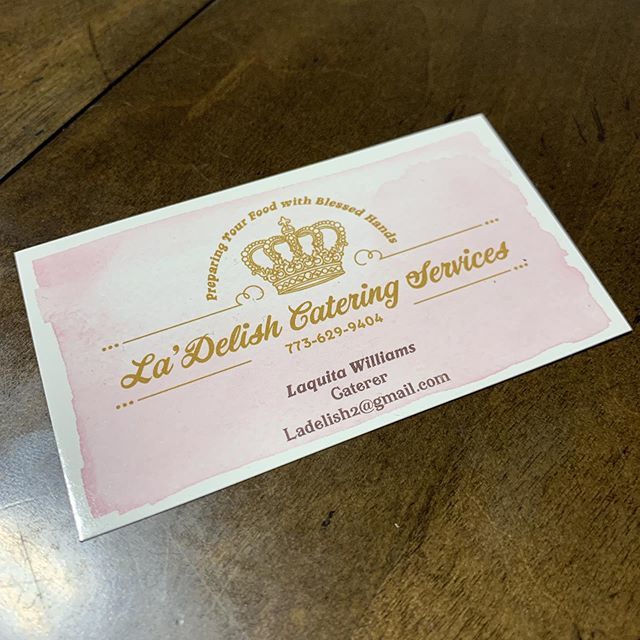 Preparing Your Food with Blessed Hands
La'Delish Catering Services
773-629-9404
Laquita Williams
Caterer
Ladelish2@gmail.com